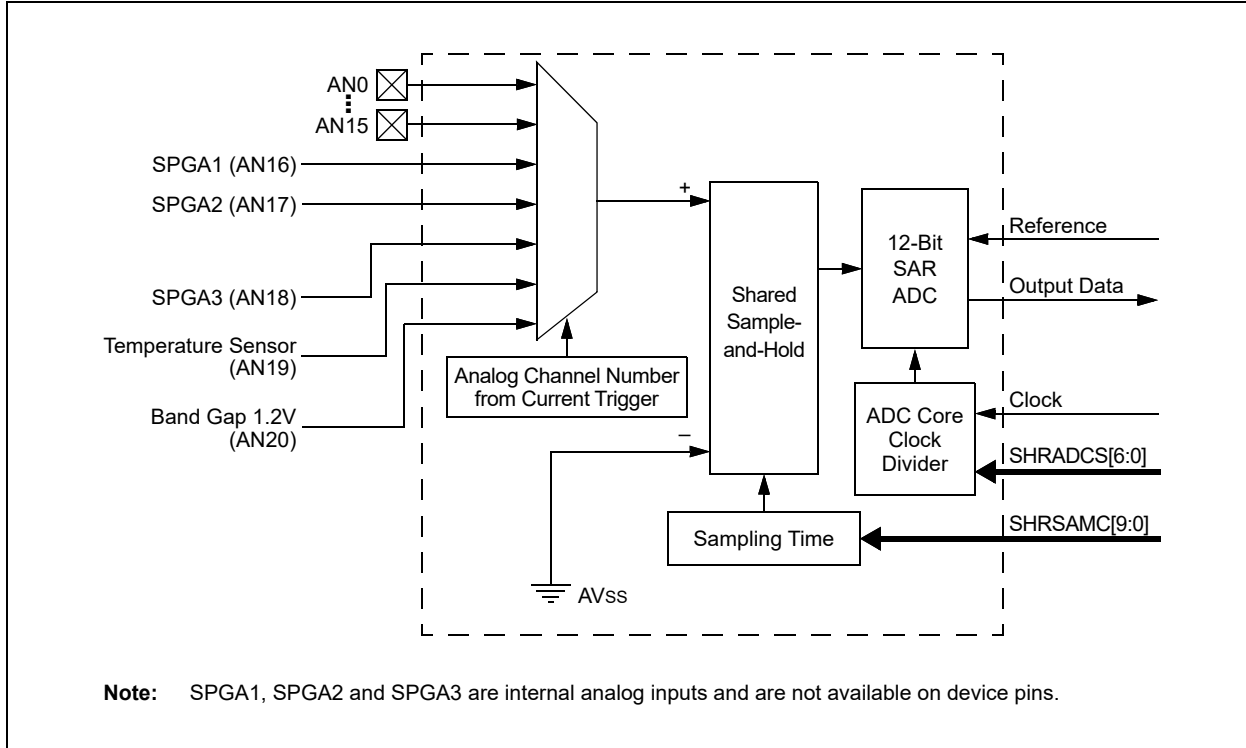 AN0
AN15
SPGA1 (AN16)
SPGA2 (AN17)
SPGA3 (AN18)
Temperature Sensor
(AN19)
Band Gap 1.2V
(AN20)
Analog Channel Number
from Current Trigger
+
–
AVSS
Shared
Sample-
and-Hold
Sampling Time
12-Bit
SAR
ADC
ADC Core
Clock
Divider
Reference
Output Data
Clock
SHRADCS[6:0]
SHRSAMC[9:0]
Note: SPGA1, SPGA2 and SPGA3 are internal analog inputs and are not available on device pins.